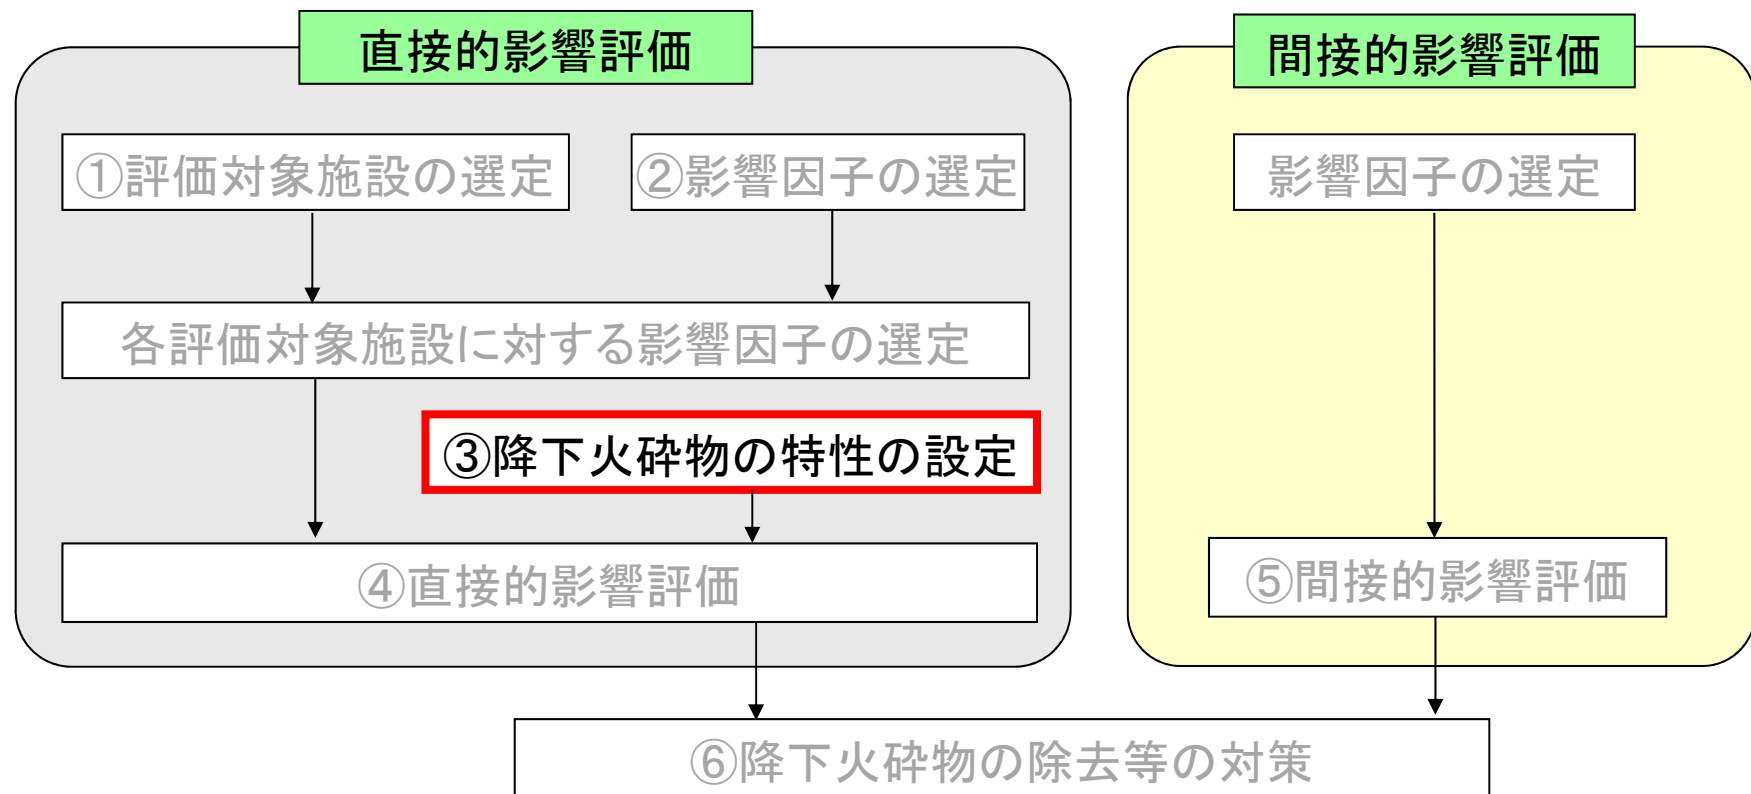 直接的影響評価
①評価対象施設の選定
②影響因子の選定
各評価対象施設に対する影響因子の選定
③降下火砕物の特性の設定
④直接的影響評価
間接的影響評価
影響因子の選定
⑤間接的影響評価
⑥降下火砕物の除去等の対策